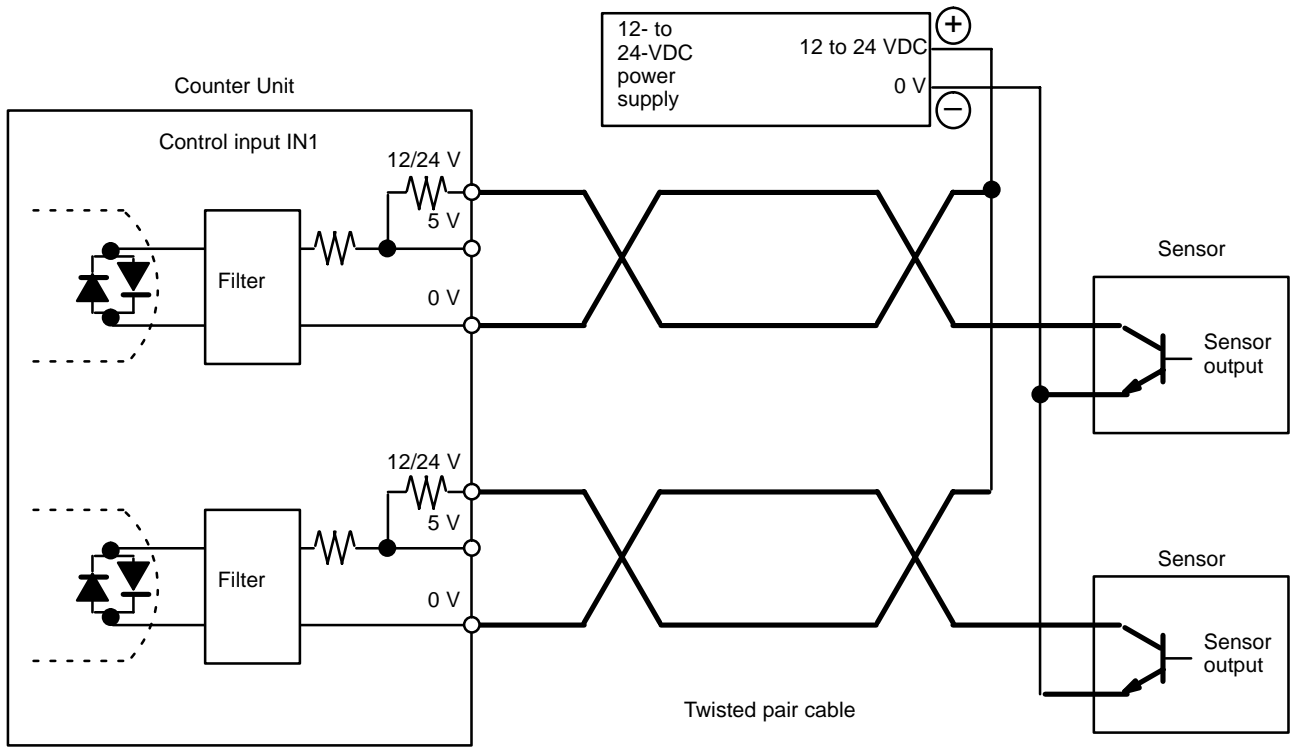 12- to
24-VDC
power
supply
12 to 24 VDC
0 V
+
−
Counter Unit
Control input IN1
12/24 V
5 V
0 V
Filter
Sensor
Sensor
output
12/24 V
5 V
0 V
Filter
Sensor
Sensor
output
Twisted pair cable